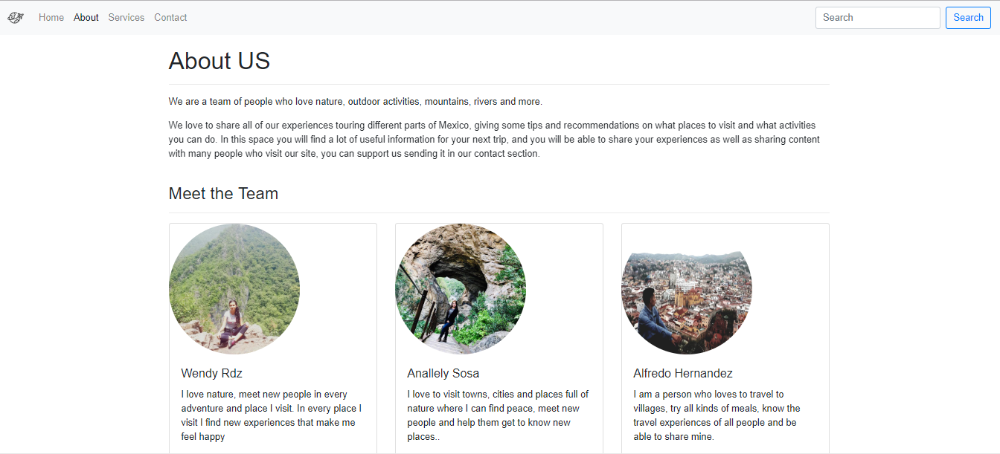 Home About Services Contact Search Search
About US
We are a team of people who love nature, outdoor activities, mountains, rivers and more.
We love to share all of our experiences touring different parts of Mexico, giving some tips and recommendations on what places to visit and what activities
you can do. In this space you will find a lot of useful information for your next trip, and you will be able to share your experiences as well as sharing content
with many people who visit our site, you can support us sending it in our contact section.
Meet the Team
Wendy Rdz
I love nature, meet new people in every
adventure and place I visit. In every place I
visit I find new experiences that make me
feel happy
Anallely Sosa
I love to visit towns, cities and places full of
nature where I can find peace, meet new
people and help them get to know new
places..
Alfredo Hernandez
I am a person who loves to travel to
villages, try all kinds of meals, know the
travel experiences of all people and be
able to share mine.